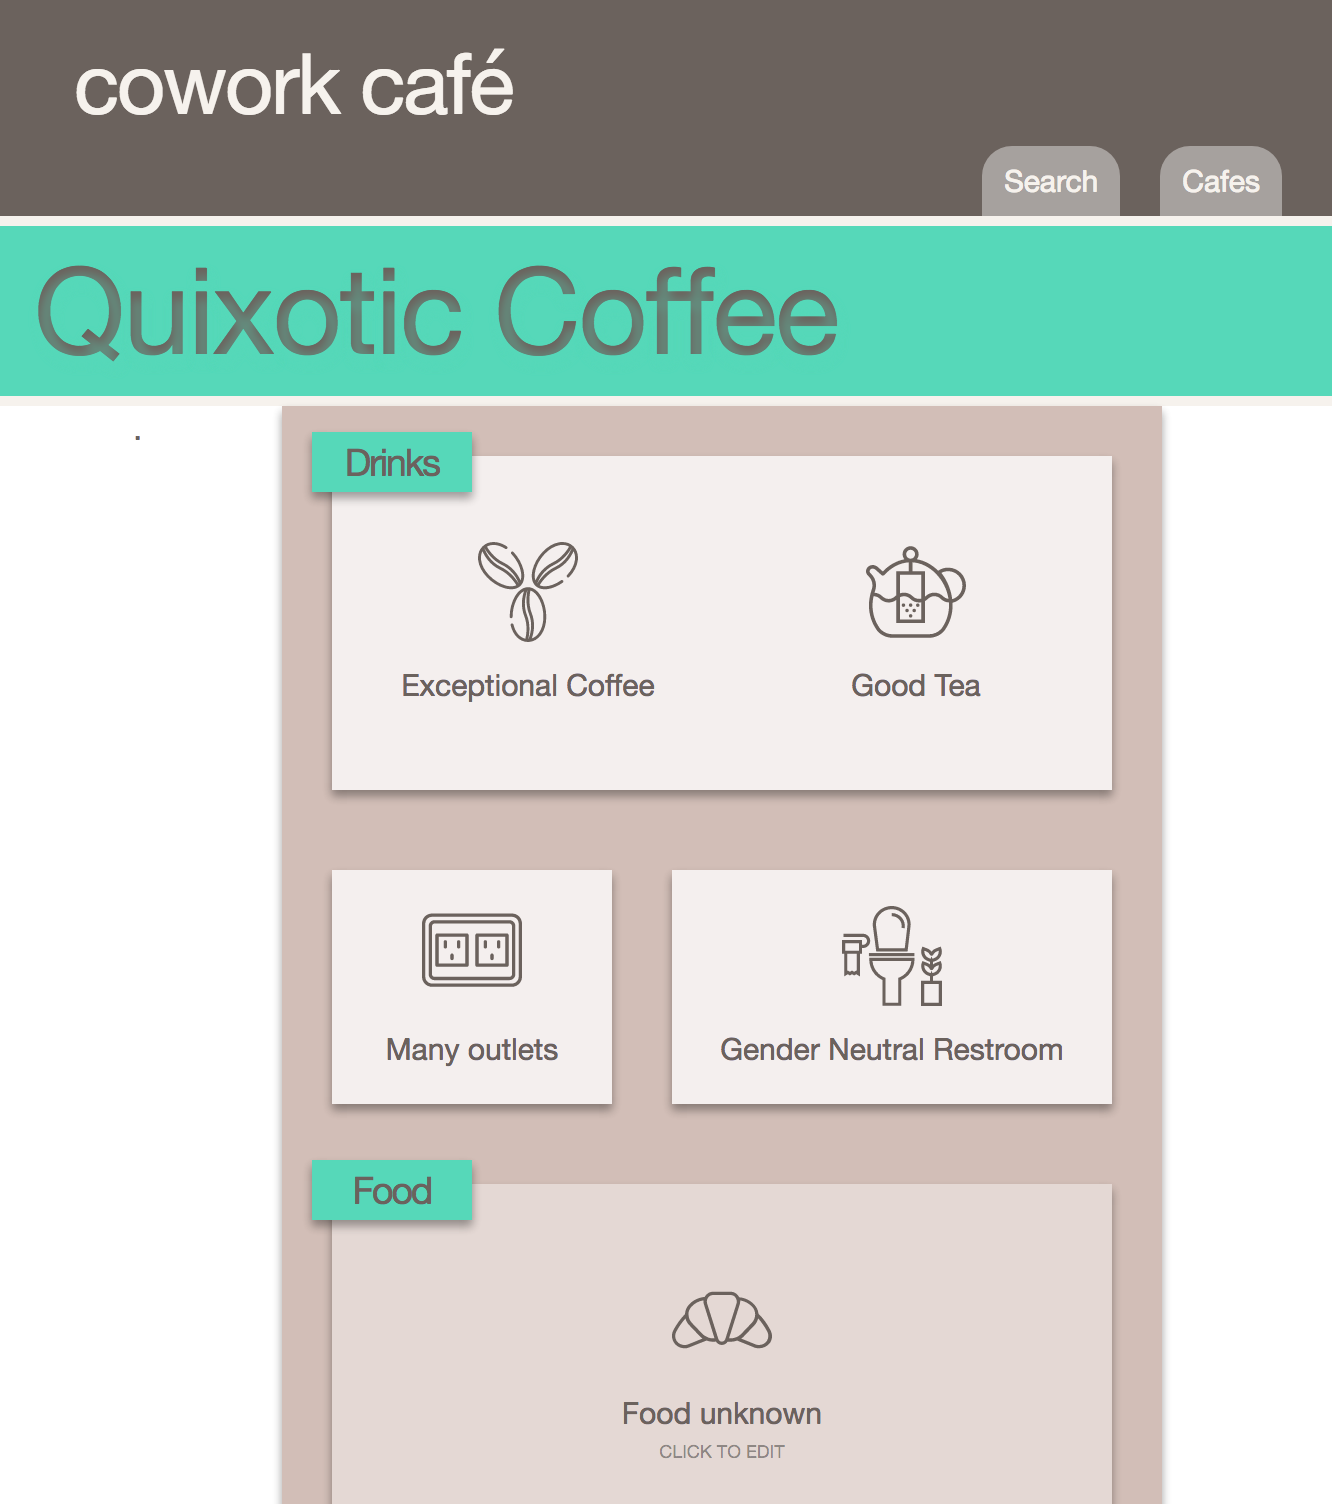 cowork café
Search Cafes
Quixotic Coffee
.
Drinks
Exceptional Coffee Good Tea
Many outlets Gender Neutral Restroom
Food
Food unknown
CLICK TO EDIT